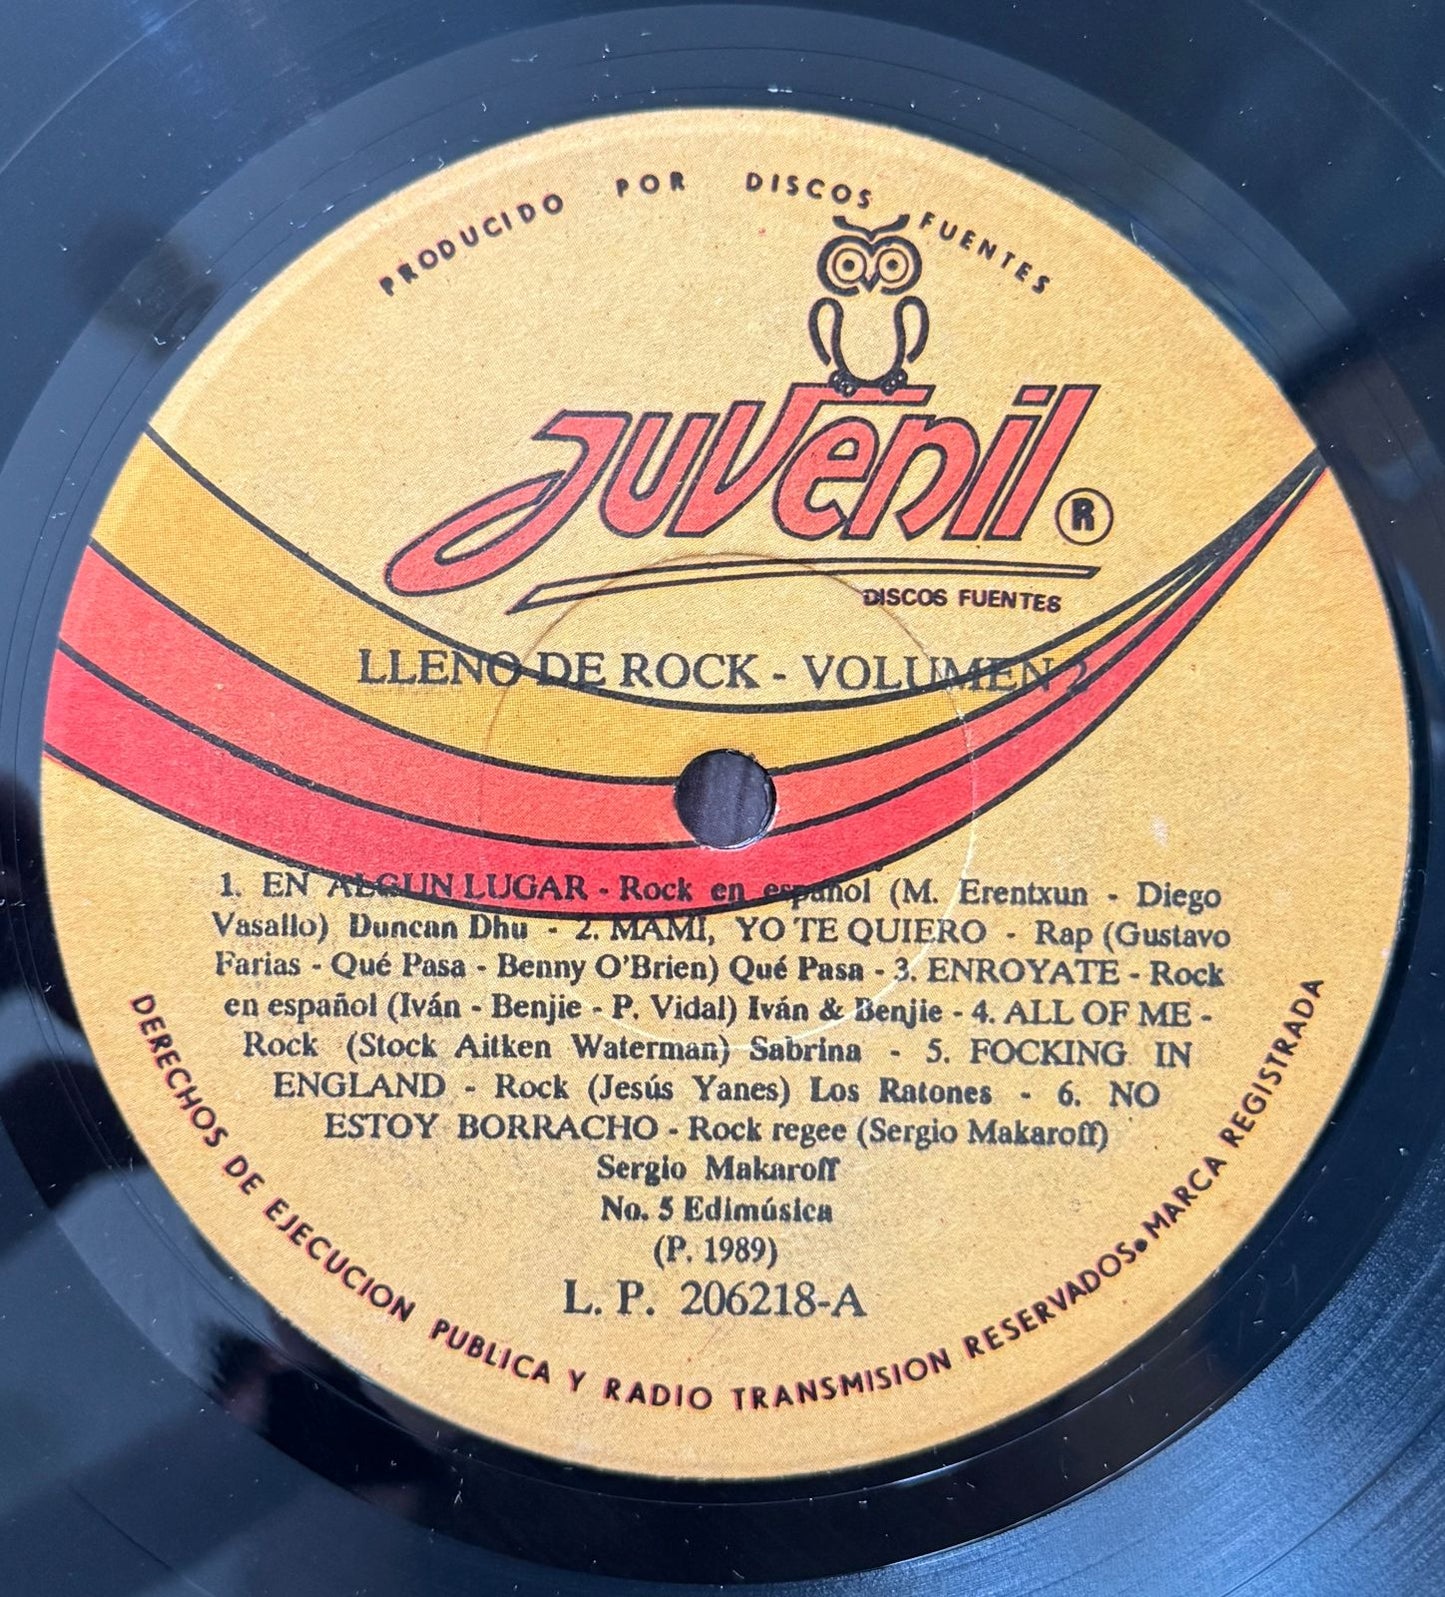 PRODUCIDO POR DISCOS FUENTES
Juvenil ®
DISCOS FUENTES
LLENO DE ROCK - VOLUMEN 2
1. EN ALGUN LUGAR - Rock en español (M. Erentxun - Diego
Vasallo) Duncan Dhu - 2. MAMI, YO TE QUIERO - Rap (Gustavo
Farias - Qué Pasa - Benny O'Brien) Qué Pasa - 3. ENROYATE - Rock
en español (Iván - Benjie - P. Vidal) Iván & Benjie - 4. ALL OF ME -
Rock (Stock Aitken Waterman) Sabrina - 5. FOCKING IN
ENGLAND - Rock (Jesús Yanes) Los Ratones - 6. NO
ESTOY BORRACHO - Rock regee (Sergio Makaroff)
Sergio Makaroff
No. 5 Edimúsica
(P. 1989)
L. P. 206218-A
DERECHOS DE EJECUCION PUBLICA Y RADIO TRANSMISION RESERVADOS. MARCA REGISTRADA